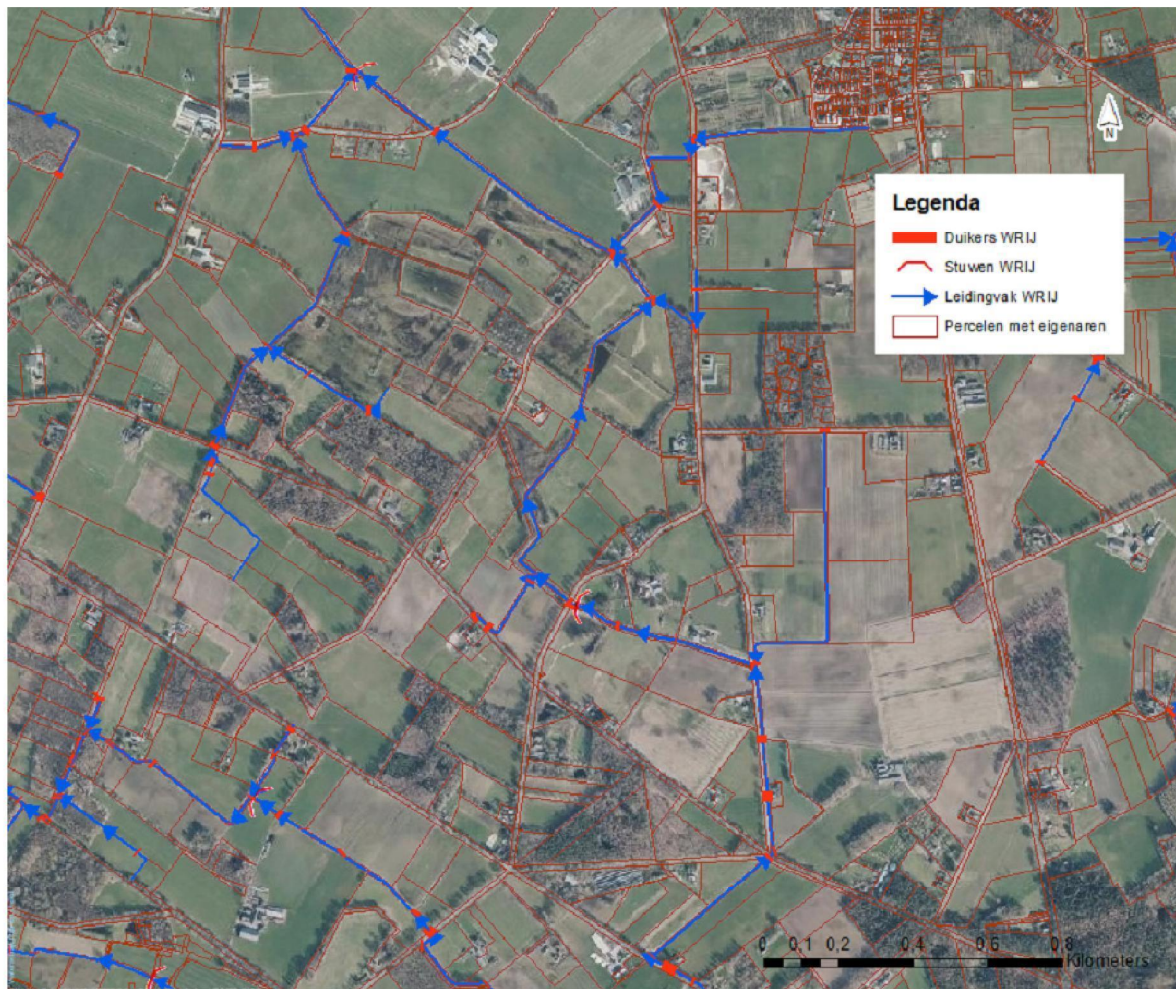 N
Legenda
Duikers WRIJ
Stuwen WRIJ
Leidingvak WRIJ
Percelen met eigenaren
0 0,1 0,2 0,4 0,6 0,8
Kilometers